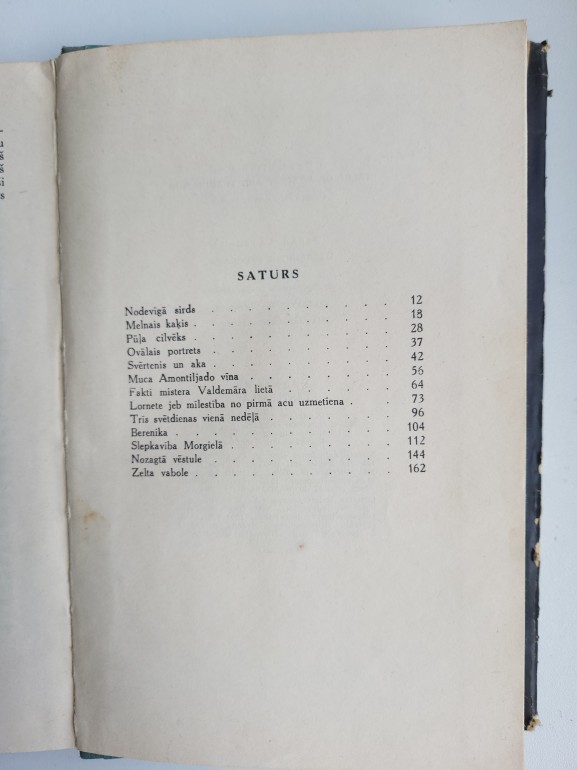 u
š
š
si
s
SATURS
Nodevīgā sirds . . . . . . . . . . 12
Melnais kaķis . . . . . . . . . . 18
Pūļa cilvēks . . . . . . . . . . 28
Ovālais portrets . . . . . . . . . . 37
Svērtenis un aka . . . . . . . . . 42
Muca Amontiljado vīna . . . . . . . 56
Fakti mistera Valdemāra lietā . . . . . 64
Lornete jeb mīlestība no pirmā acu uzmetiena . 73
Trīs svētdienas vienā nedēļā . . . . . . 96
Berenika . . . . . . . . . . . 104
Slepkavība Morgielā . . . . . . . . 112
Nozagtā vēstule . . . . . . . . . 144
Zelta vabole . . . . . . . . . . 162